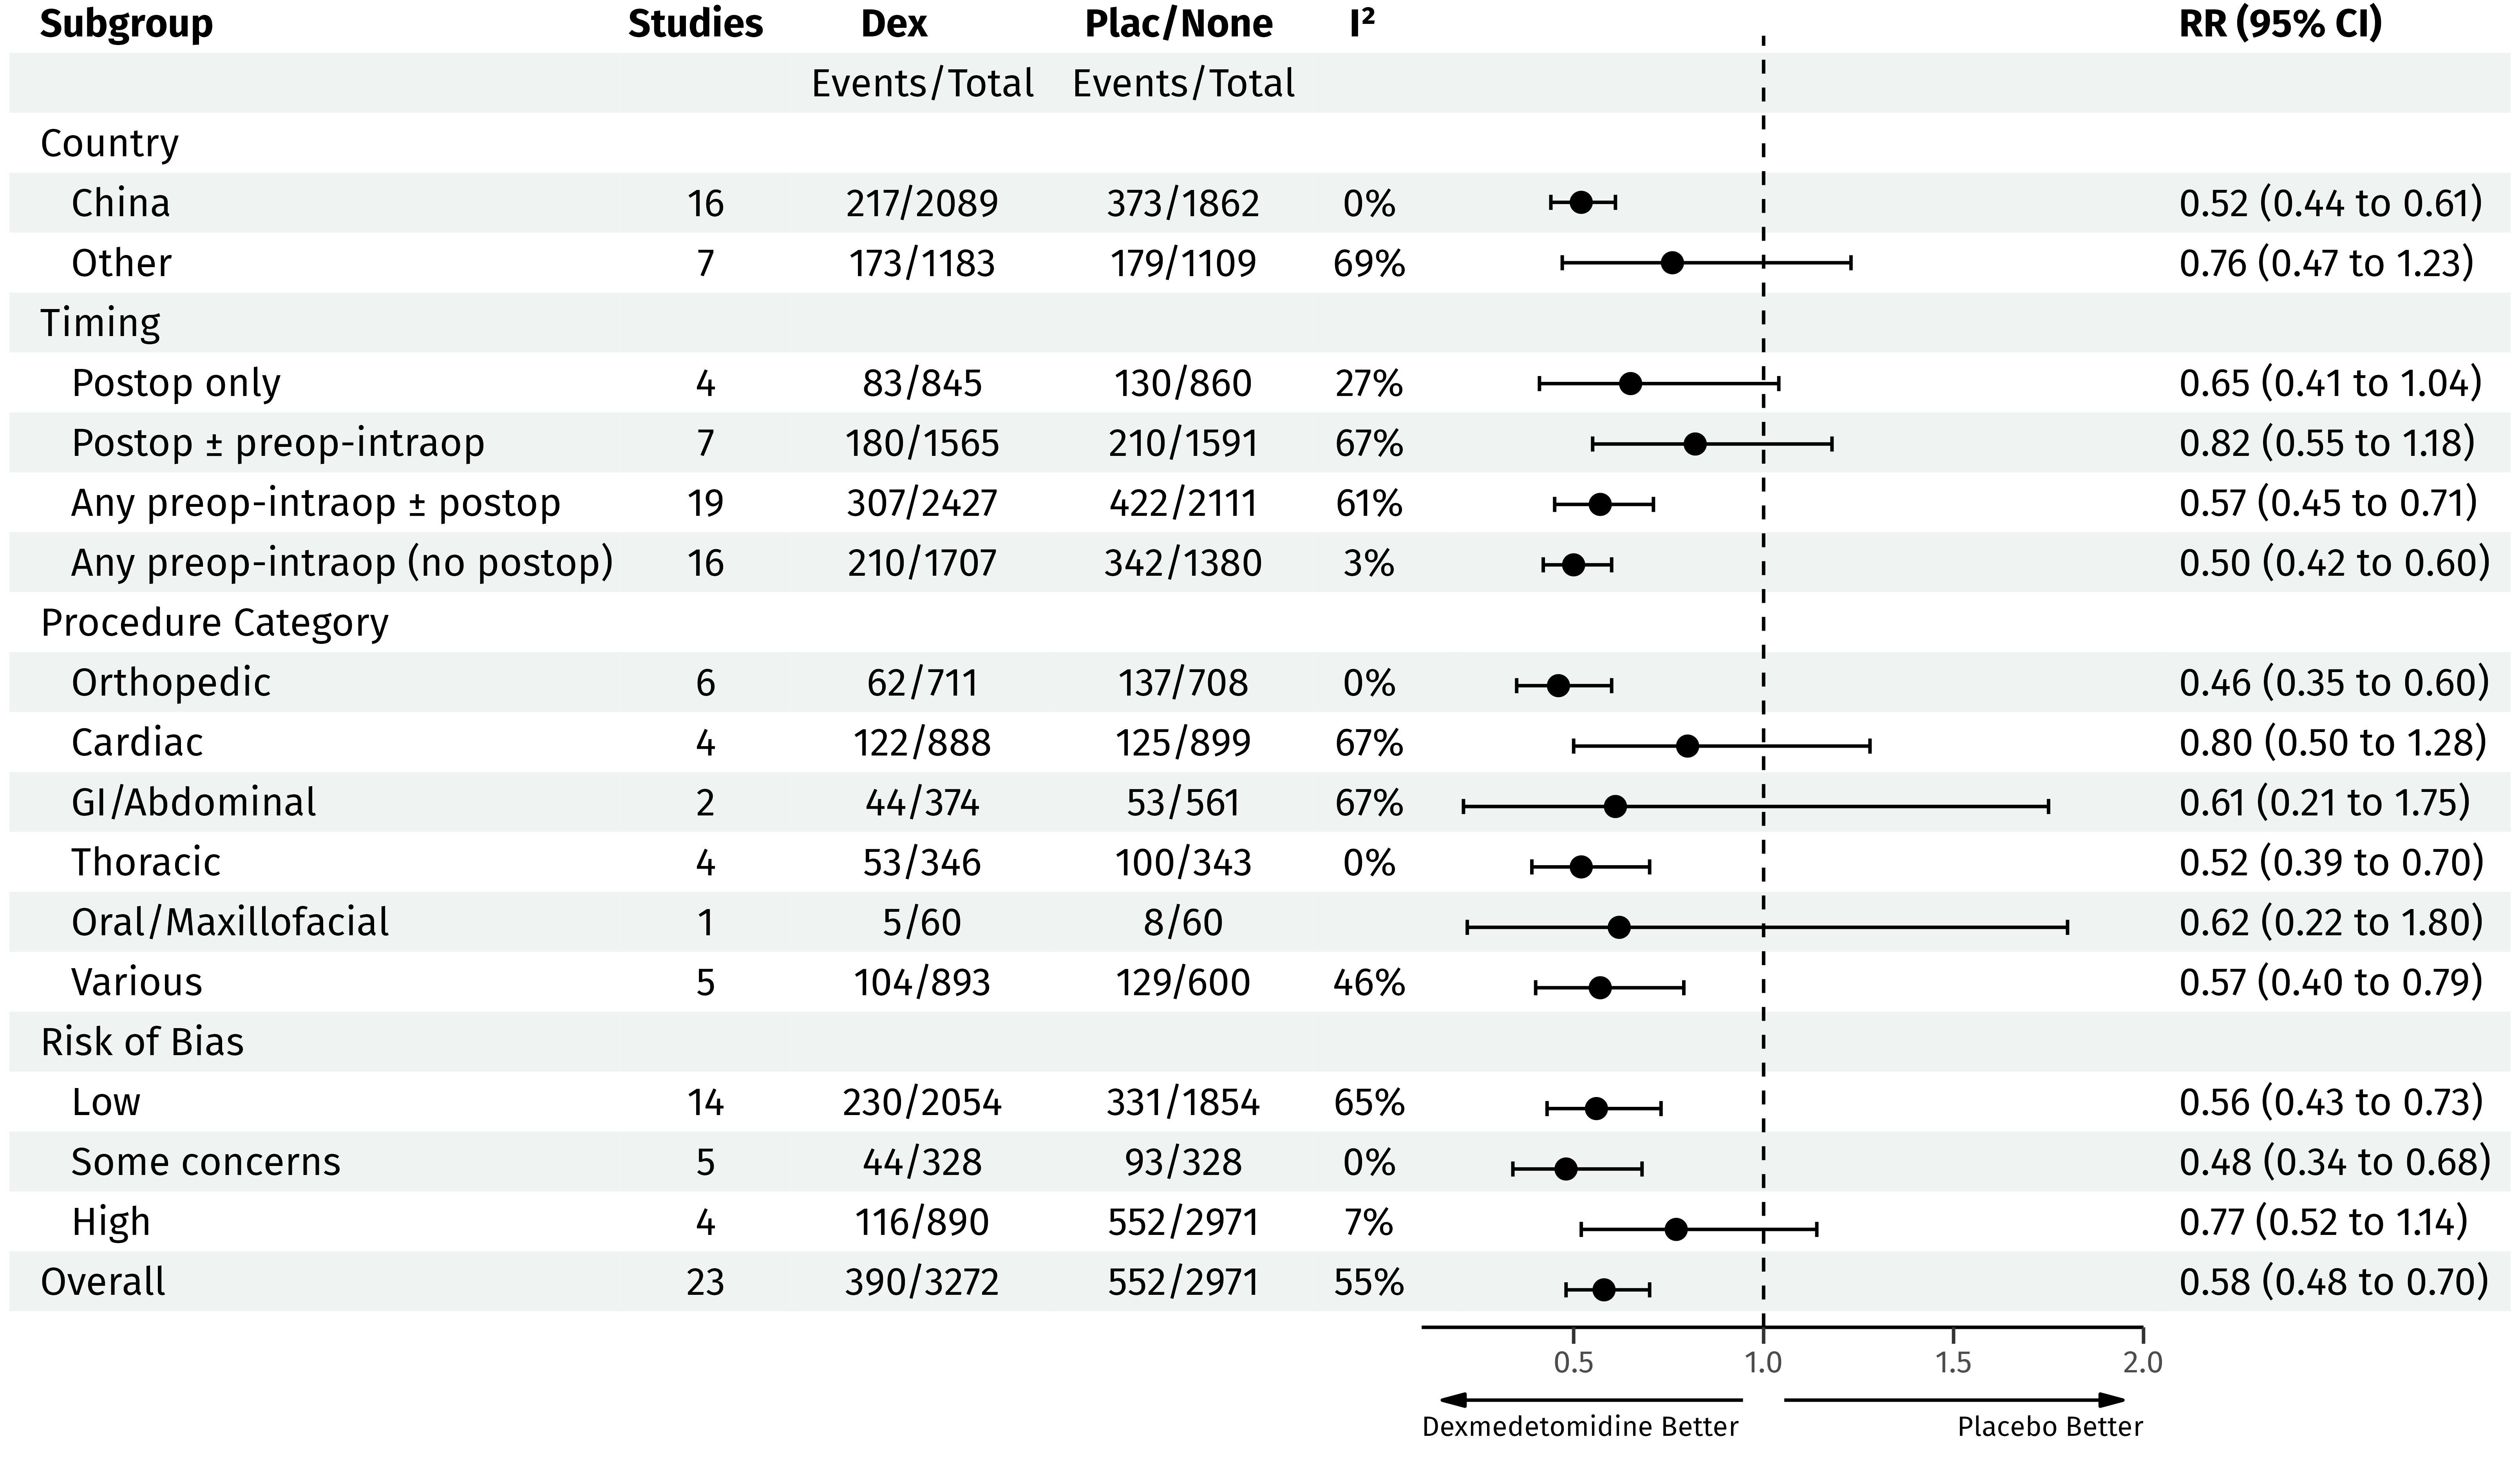 Subgroup Studies Dex Plac/None I² RR (95% CI)
Events/Total Events/Total
Country
China 16 217/2089 373/1862 0% 0.52 (0.44 to 0.61)
Other 7 173/1183 179/1109 69% 0.76 (0.47 to 1.23)
Timing
Postop only 4 83/845 130/860 27% 0.65 (0.41 to 1.04)
Postop ± preop-intraop 7 180/1565 210/1591 67% 0.82 (0.55 to 1.18)
Any preop-intraop ± postop 19 307/2427 422/2111 61% 0.57 (0.45 to 0.71)
Any preop-intraop (no postop) 16 210/1707 342/1380 3% 0.50 (0.42 to 0.60)
Procedure Category
Orthopedic 6 62/711 137/708 0% 0.46 (0.35 to 0.60)
Cardiac 4 122/888 125/899 67% 0.80 (0.50 to 1.28)
GI/Abdominal 2 44/374 53/561 67% 0.61 (0.21 to 1.75)
Thoracic 4 53/346 100/343 0% 0.52 (0.39 to 0.70)
Oral/Maxillofacial 1 5/60 8/60 0.62 (0.22 to 1.80)
Various 5 104/893 129/600 46% 0.57 (0.40 to 0.79)
Risk of Bias
Low 14 230/2054 331/1854 65% 0.56 (0.43 to 0.73)
Some concerns 5 44/328 93/328 0% 0.48 (0.34 to 0.68)
High 4 116/890 552/2971 7% 0.77 (0.52 to 1.14)
Overall 23 390/3272 552/2971 55% 0.58 (0.48 to 0.70)
0.5 1.0 1.5 2.0
Dexmedetomidine Better Placebo Better